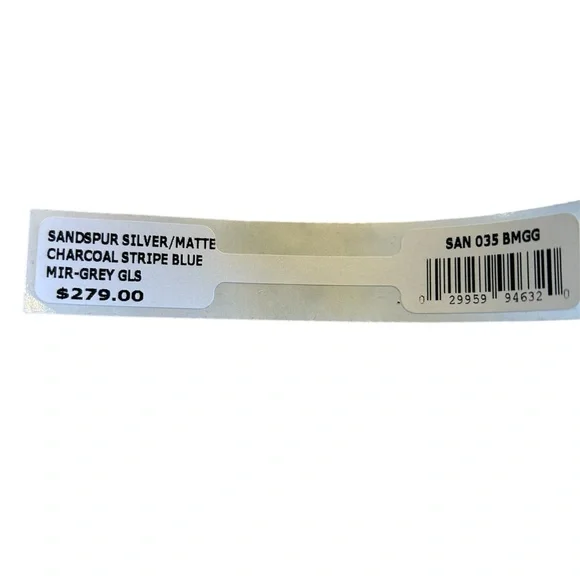 SANDSPUR SILVER/MATTE
CHARCOAL STRIPE BLUE
MIR-GREY GLS
$279.00
SAN 035 BMGG
0 29959 94632 0